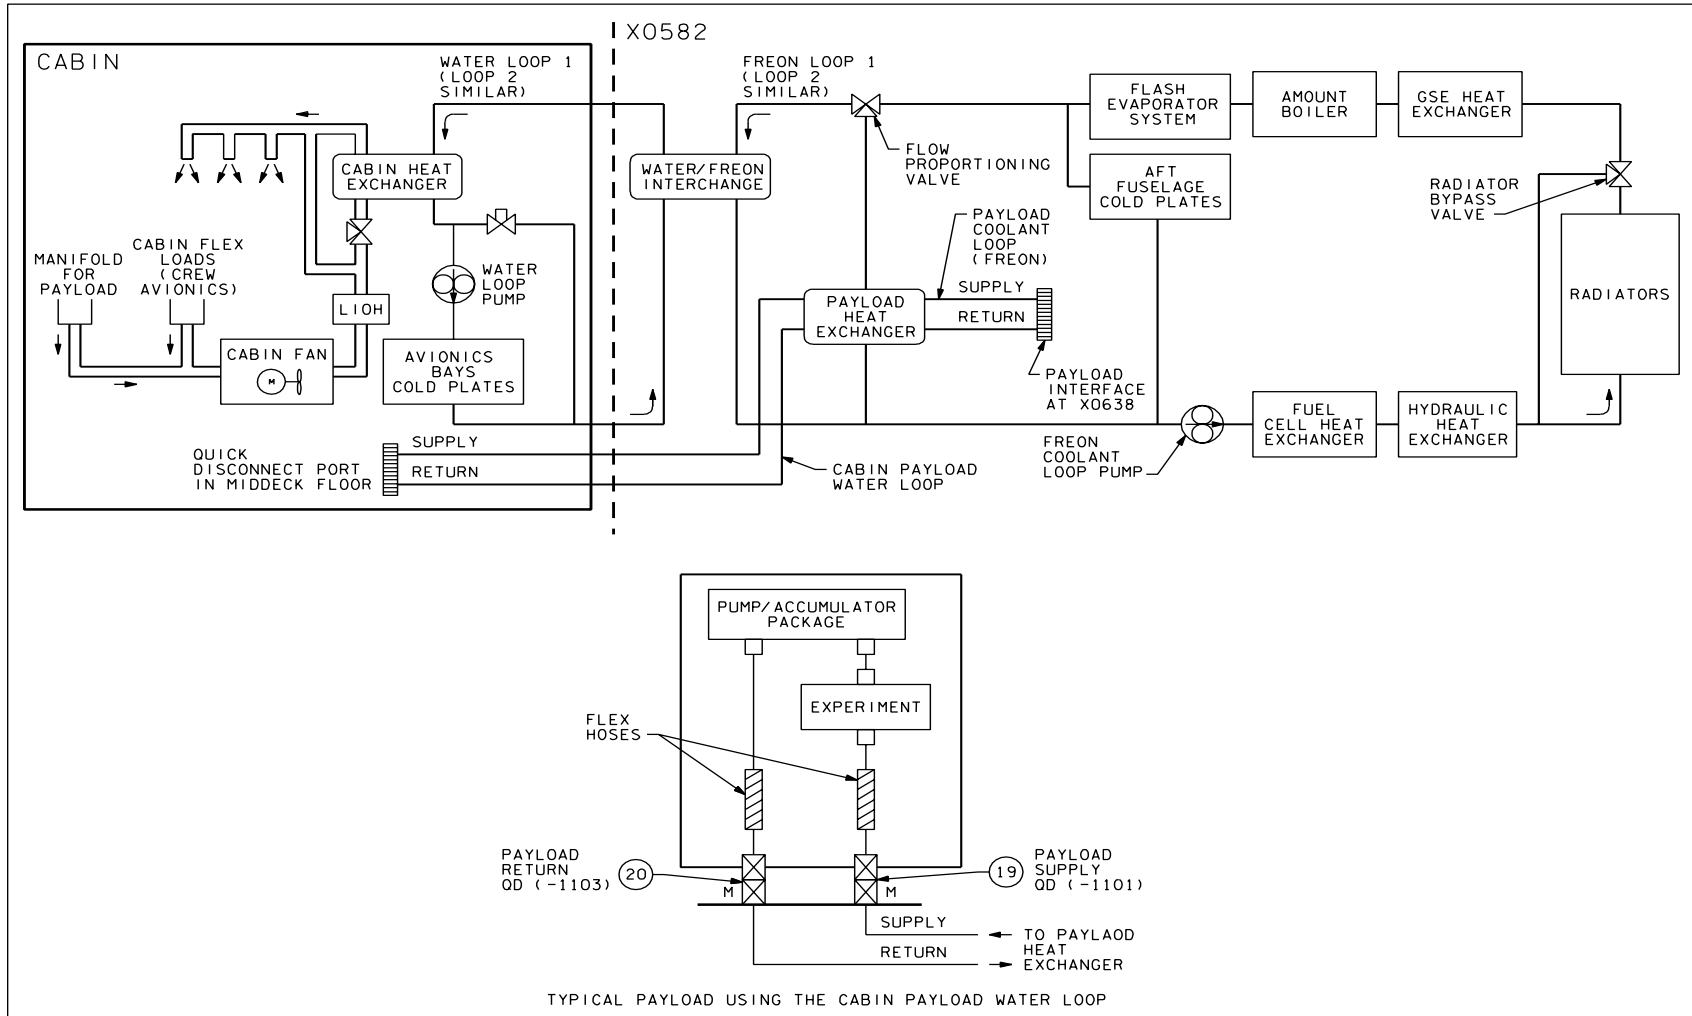 CABIN
X0582
WATER LOOP 1
(LOOP 2
SIMILAR)
FREON LOOP 1
(LOOP 2
SIMILAR)
FLASH
EVAPORATOR
SYSTEM
AMOUNT
BOILER
GSE HEAT
EXCHANGER
FLOW
PROPORTIONING
VALVE
CABIN HEAT
EXCHANGER
WATER/FREON
INTERCHANGE
AFT
FUSELAGE
COLD PLATES
RADIATOR
BYPASS
VALVE
PAYLOAD
COOLANT
LOOP
(FREON)
MANIFOLD
FOR
PAYLOAD
CABIN FLEX
LOADS
(CREW
AVIONICS)
WATER
LOOP
PUMP
LIOH
SUPPLY
RETURN
PAYLOAD
HEAT
EXCHANGER
RADIATORS
CABIN FAN
M
AVIONICS
BAYS
COLD PLATES
PAYLOAD
INTERFACE
AT X0638
FUEL
CELL HEAT
EXCHANGER
HYDRAULIC
HEAT
EXCHANGER
FREON
COOLANT
LOOP PUMP
QUICK
DISCONNECT PORT
IN MIDDECK FLOOR
SUPPLY
RETURN
CABIN PAYLOAD
WATER LOOP
PUMP/ACCUMULATOR
PACKAGE
EXPERIMENT
FLEX
HOSES
PAYLOAD
RETURN
QD (-1103)
20
M
M
19
PAYLOAD
SUPPLY
QD (-1101)
SUPPLY
RETURN
TO PAYLAOD
HEAT
EXCHANGER
TYPICAL PAYLOAD USING THE CABIN PAYLOAD WATER LOOP